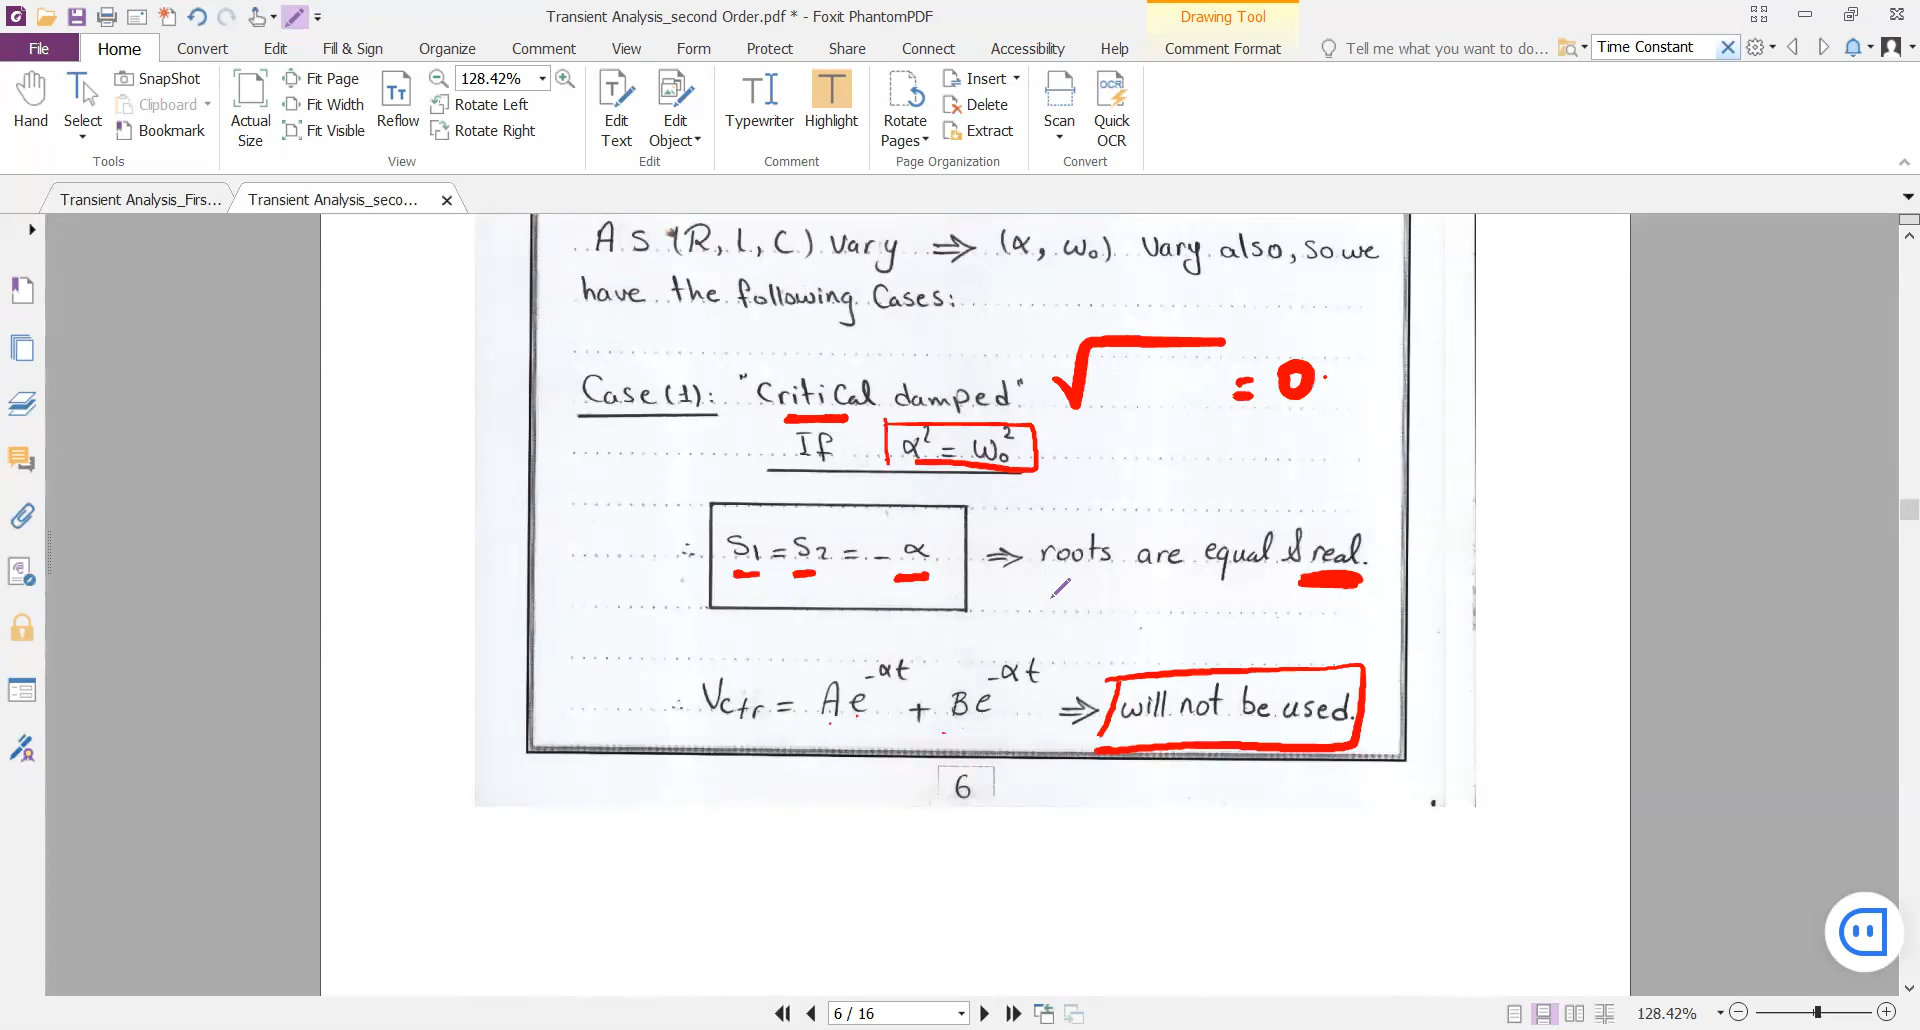 Transient Analysis_second Order.pdf * - Foxit PhantomPDF
Drawing Tool
File Home Convert Edit Fill & Sign Organize Comment View Form Protect Share Connect Accessibility Help Comment Format Tell me what you want to do... Time Constant
Hand Select SnapShot Clipboard Bookmark
Tools
Actual Size Fit Page Fit Width Fit Visible Reflow 128.42% Rotate Left Rotate Right
View
Edit Text Edit Object
Edit
Typewriter Highlight
Comment
Rotate Pages Insert Delete Extract
Page Organization
Scan Quick OCR
Convert
Transient Analysis_Firs... Transient Analysis_seco...
As (R, L, C) vary ⇒ (α, ω₀) Vary also, so we
have the following Cases:
√ = 0
Case (1): "Critical damped"
If α² = ω₀²
∴ S₁ = S₂ = - α ⇒ roots are equal & real.
∴ Vctr = A e^-αt + B e^-αt ⇒ will not be used.
6
6 / 16 128.42%